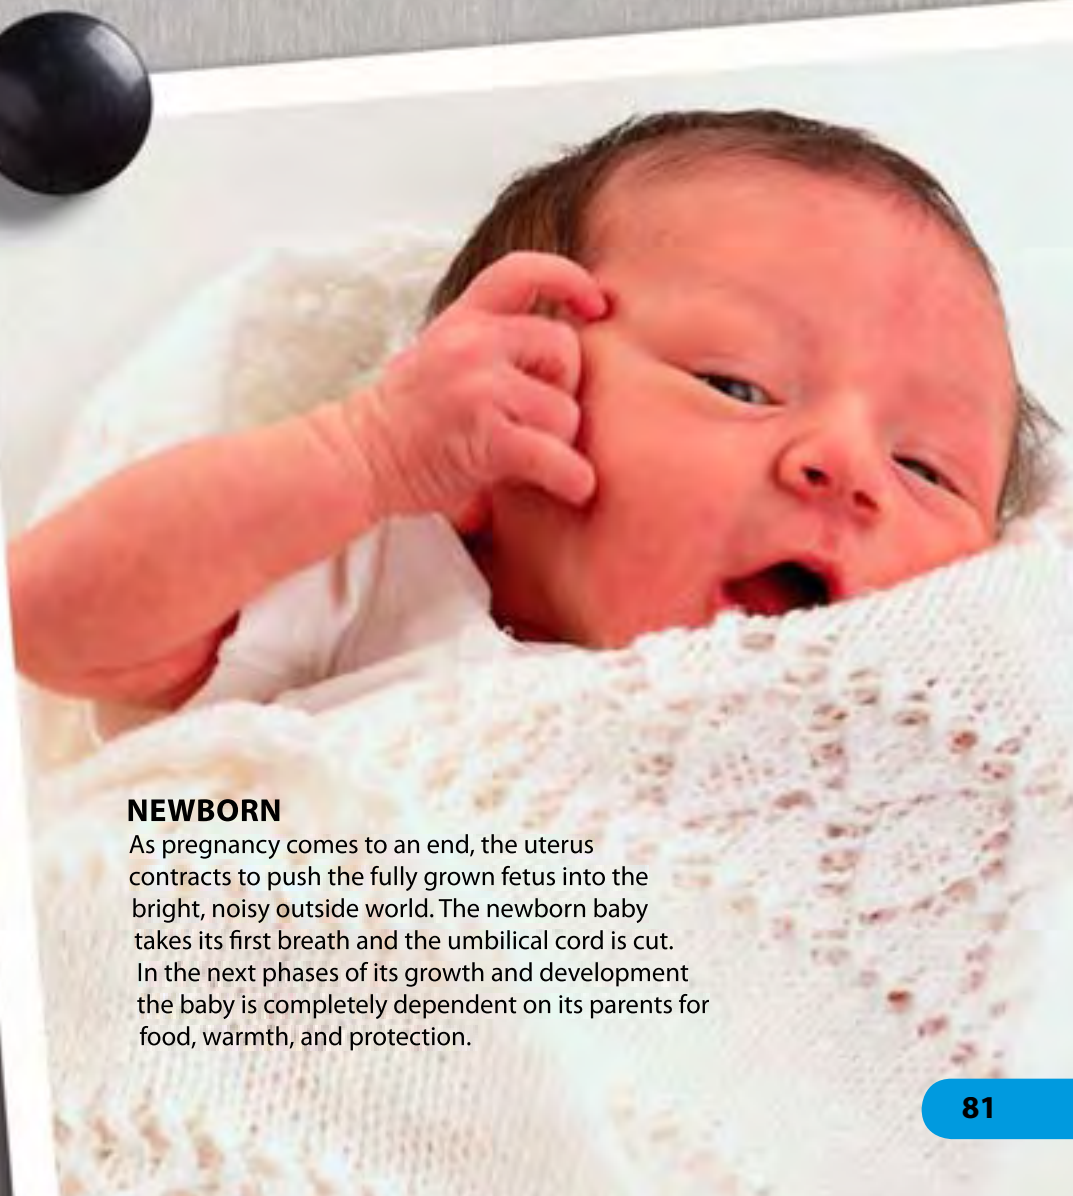 NEWBORN
As pregnancy comes to an end, the uterus
contracts to push the fully grown fetus into the
bright, noisy outside world. The newborn baby
takes its first breath and the umbilical cord is cut.
In the next phases of its growth and development
the baby is completely dependent on its parents for
food, warmth, and protection.
81